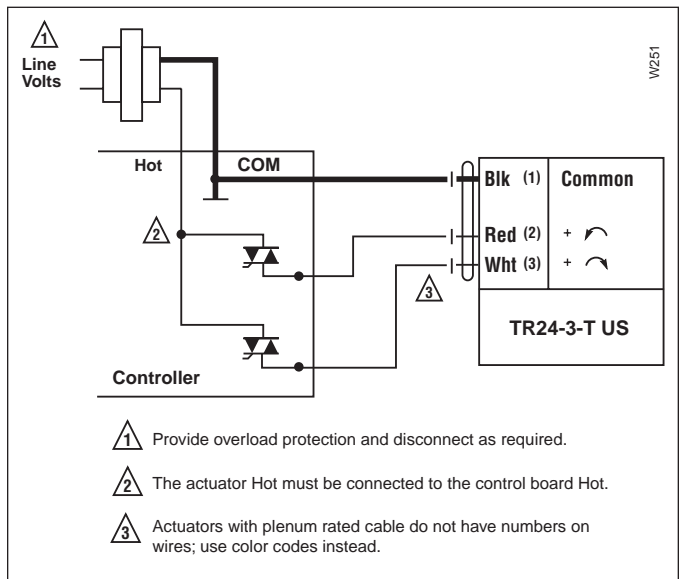 1
Line
Volts
W251
Hot
COM
Blk (1) Common
2
Red (2) +
Wht (3) +
3
TR24-3-T US
Controller
1 Provide overload protection and disconnect as required.
2 The actuator Hot must be connected to the control board Hot.
3 Actuators with plenum rated cable do not have numbers on
wires; use color codes instead.